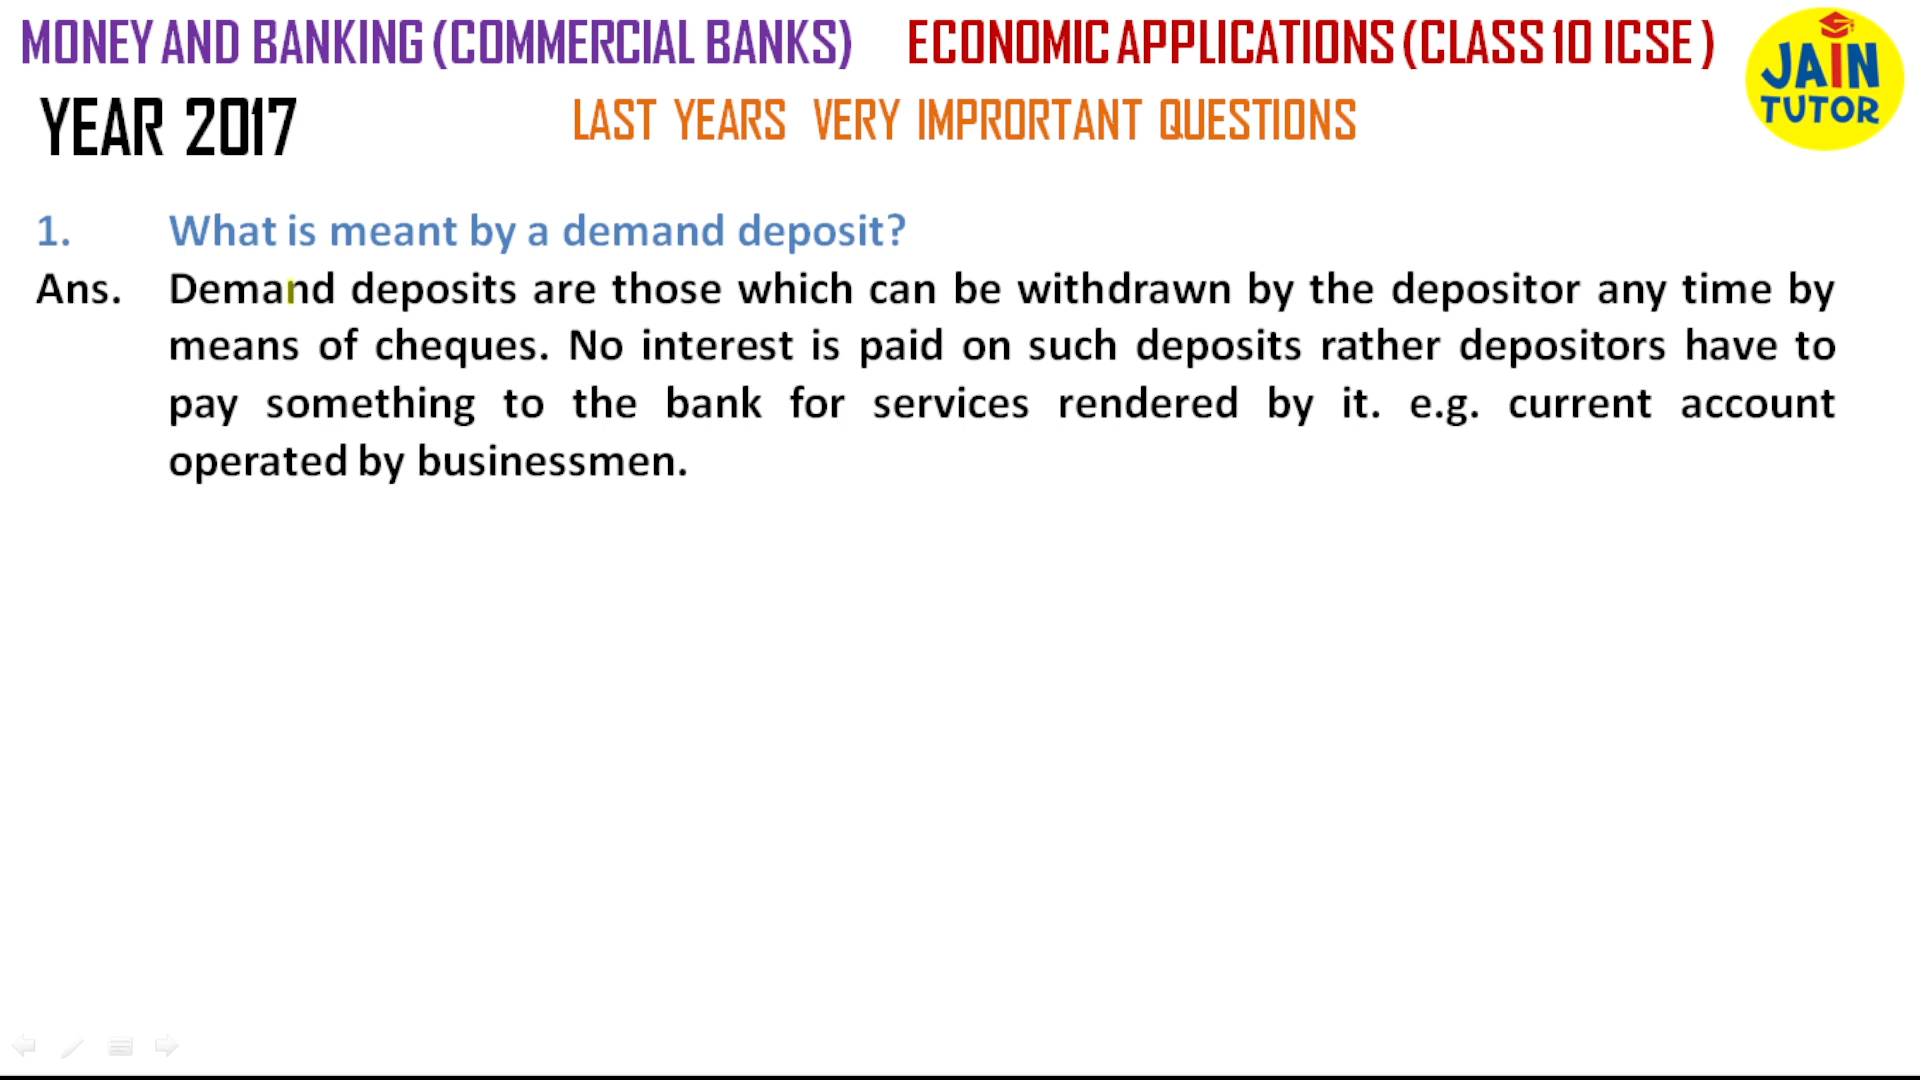 MONEY AND BANKING (COMMERCIAL BANKS) ECONOMIC APPLICATIONS (CLASS 10 ICSE )
JAIN
TUTOR
YEAR 2017 LAST YEARS VERY IMPRORTANT QUESTIONS
1. What is meant by a demand deposit?
Ans. Demand deposits are those which can be withdrawn by the depositor any time by
means of cheques. No interest is paid on such deposits rather depositors have to
pay something to the bank for services rendered by it. e.g. current account
operated by businessmen.